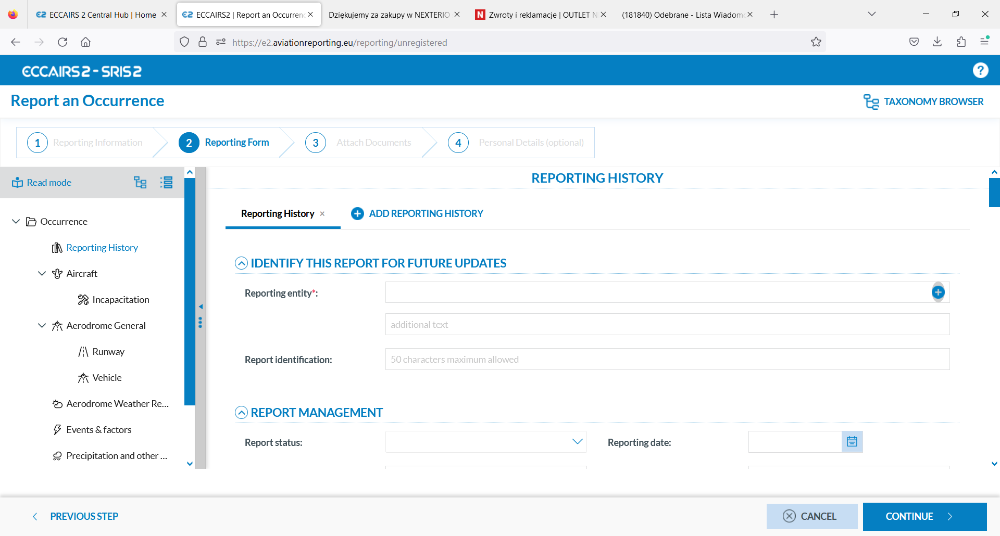 ECCAIRS 2 Central Hub | Home
ECCAIRS2 | Report an Occurrenc
Dziękujemy za zakupy w NEXTERIO
Zwroty i reklamacje | OUTLET N
(181840) Odebrane - Lista Wiadomo
https://e2.aviationreporting.eu/reporting/unregistered
ECCAIRS 2 - SRIS 2
?
Report an Occurrence
TAXONOMY BROWSER
1 Reporting Information
2 Reporting Form
3 Attach Documents
4 Personal Details (optional)
Read mode
REPORTING HISTORY
Reporting History ×
ADD REPORTING HISTORY
Occurrence
Reporting History
Aircraft
Incapacitation
Aerodrome General
Runway
Vehicle
Aerodrome Weather Re...
Events & factors
Precipitation and other ...
IDENTIFY THIS REPORT FOR FUTURE UPDATES
Reporting entity*:
additional text
Report identification:
50 characters maximum allowed
REPORT MANAGEMENT
Report status:
Reporting date:
PREVIOUS STEP
CANCEL
CONTINUE